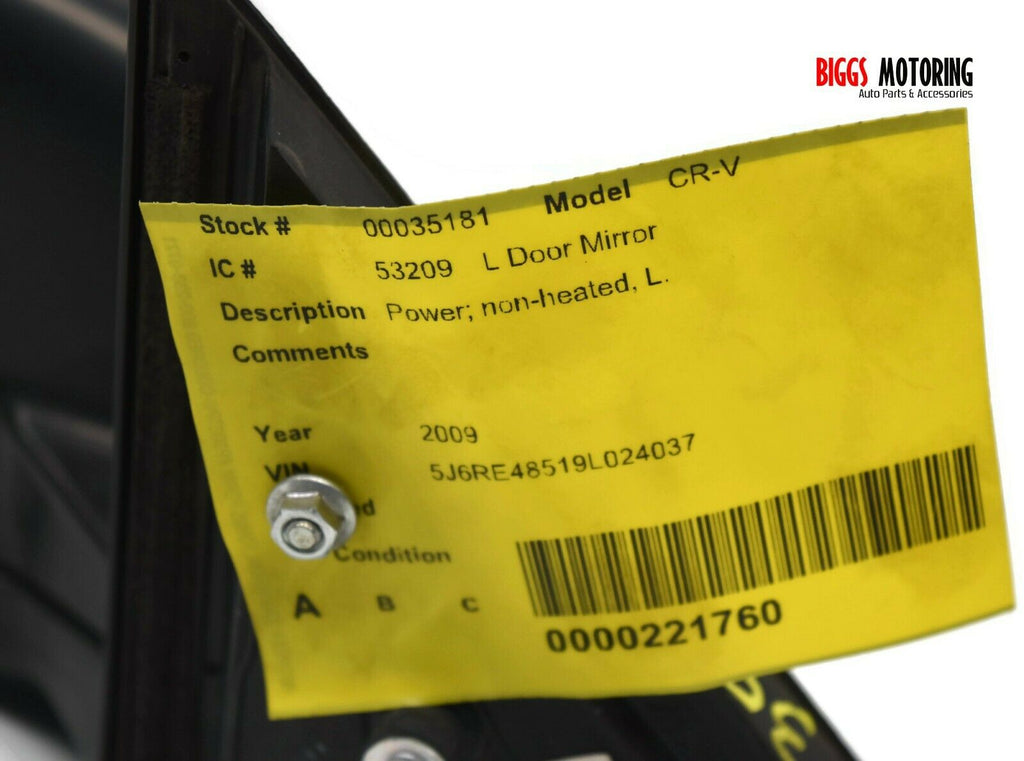 BIGGS MOTORING
Auto Parts & Accessories
Stock # 00035181 Model CR-V
IC # 53209 L Door Mirror
Description Power; non-heated, L.
Comments
Year 2009
VIN 5J6RE48519L024037
Condition
A B C
0000221760